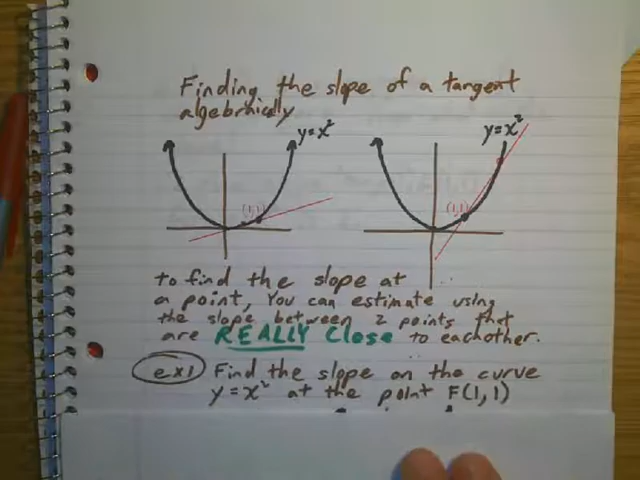 Finding the slope of a tangent
algebraically
y=x²
y=x²
(1,1)
(1,1)
to find the slope at
a point, You can estimate using
the slope between 2 points that
are REALLY Close to eachother.
ex1 Find the slope on the curve
y=x² at the point F(1,1)